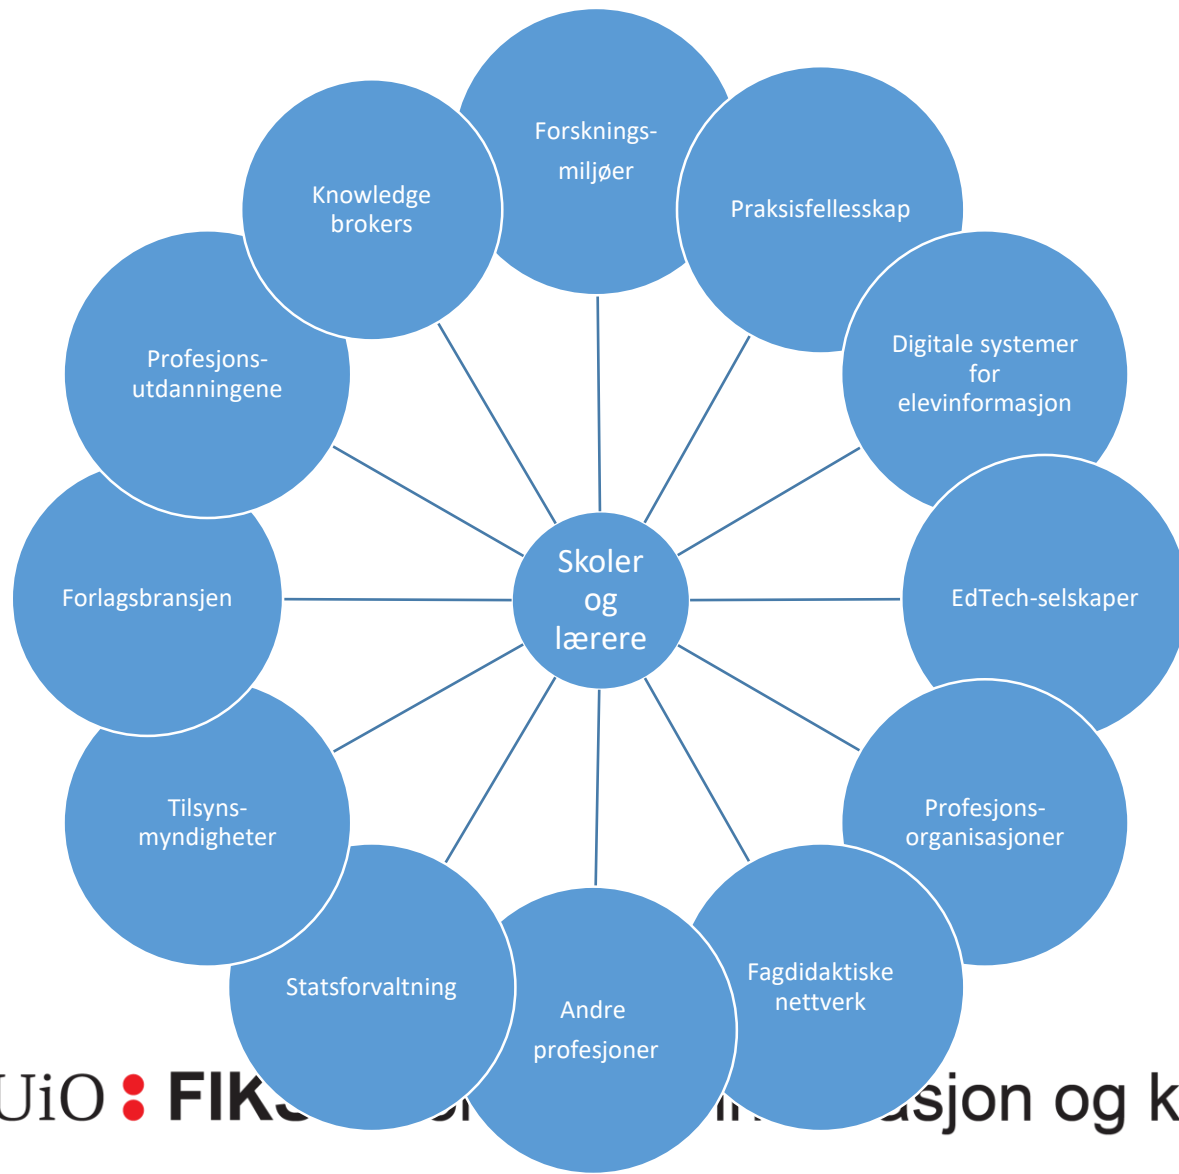 Forsknings-
miljøer
Praksisfellesskap
Digitale systemer
for
elevinformasjon
EdTech-selskaper
Profesjons-
organisasjoner
Fagdidaktiske
nettverk
Andre
profesjoner
Statsforvaltning
Tilsyns-
myndigheter
Forlagsbransjen
Profesjons-
utdanningene
Knowledge
brokers
Skoler
og
lærere
UiO : FIKS asjon og k